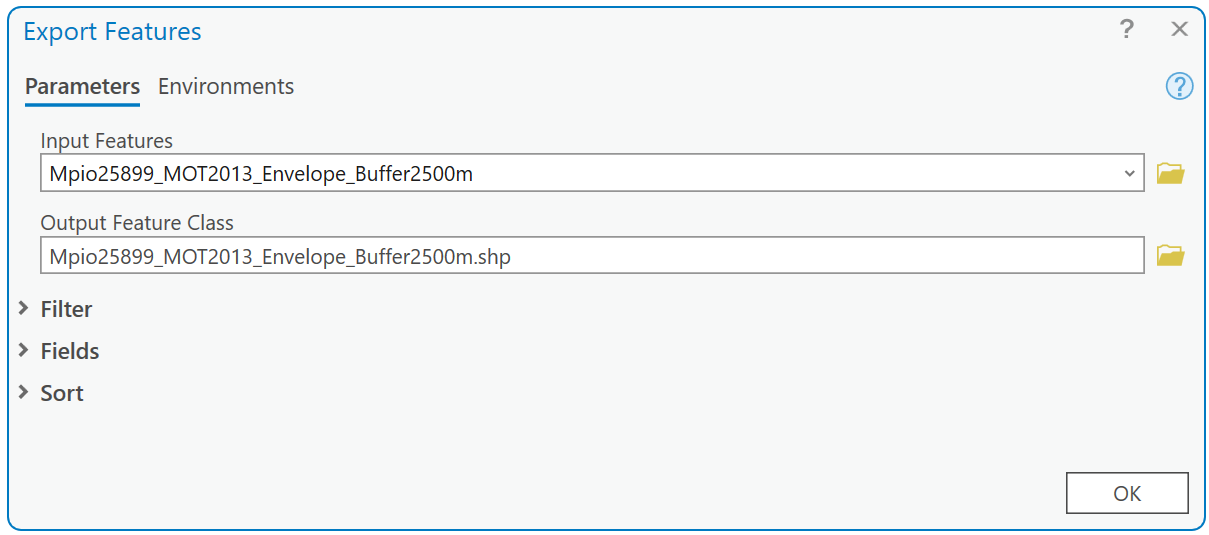 Export Features
?
Parameters Environments
?
Input Features
Mpio25899_MOT2013_Envelope_Buffer2500m
Output Feature Class
Mpio25899_MOT2013_Envelope_Buffer2500m.shp
Filter
Fields
Sort
OK